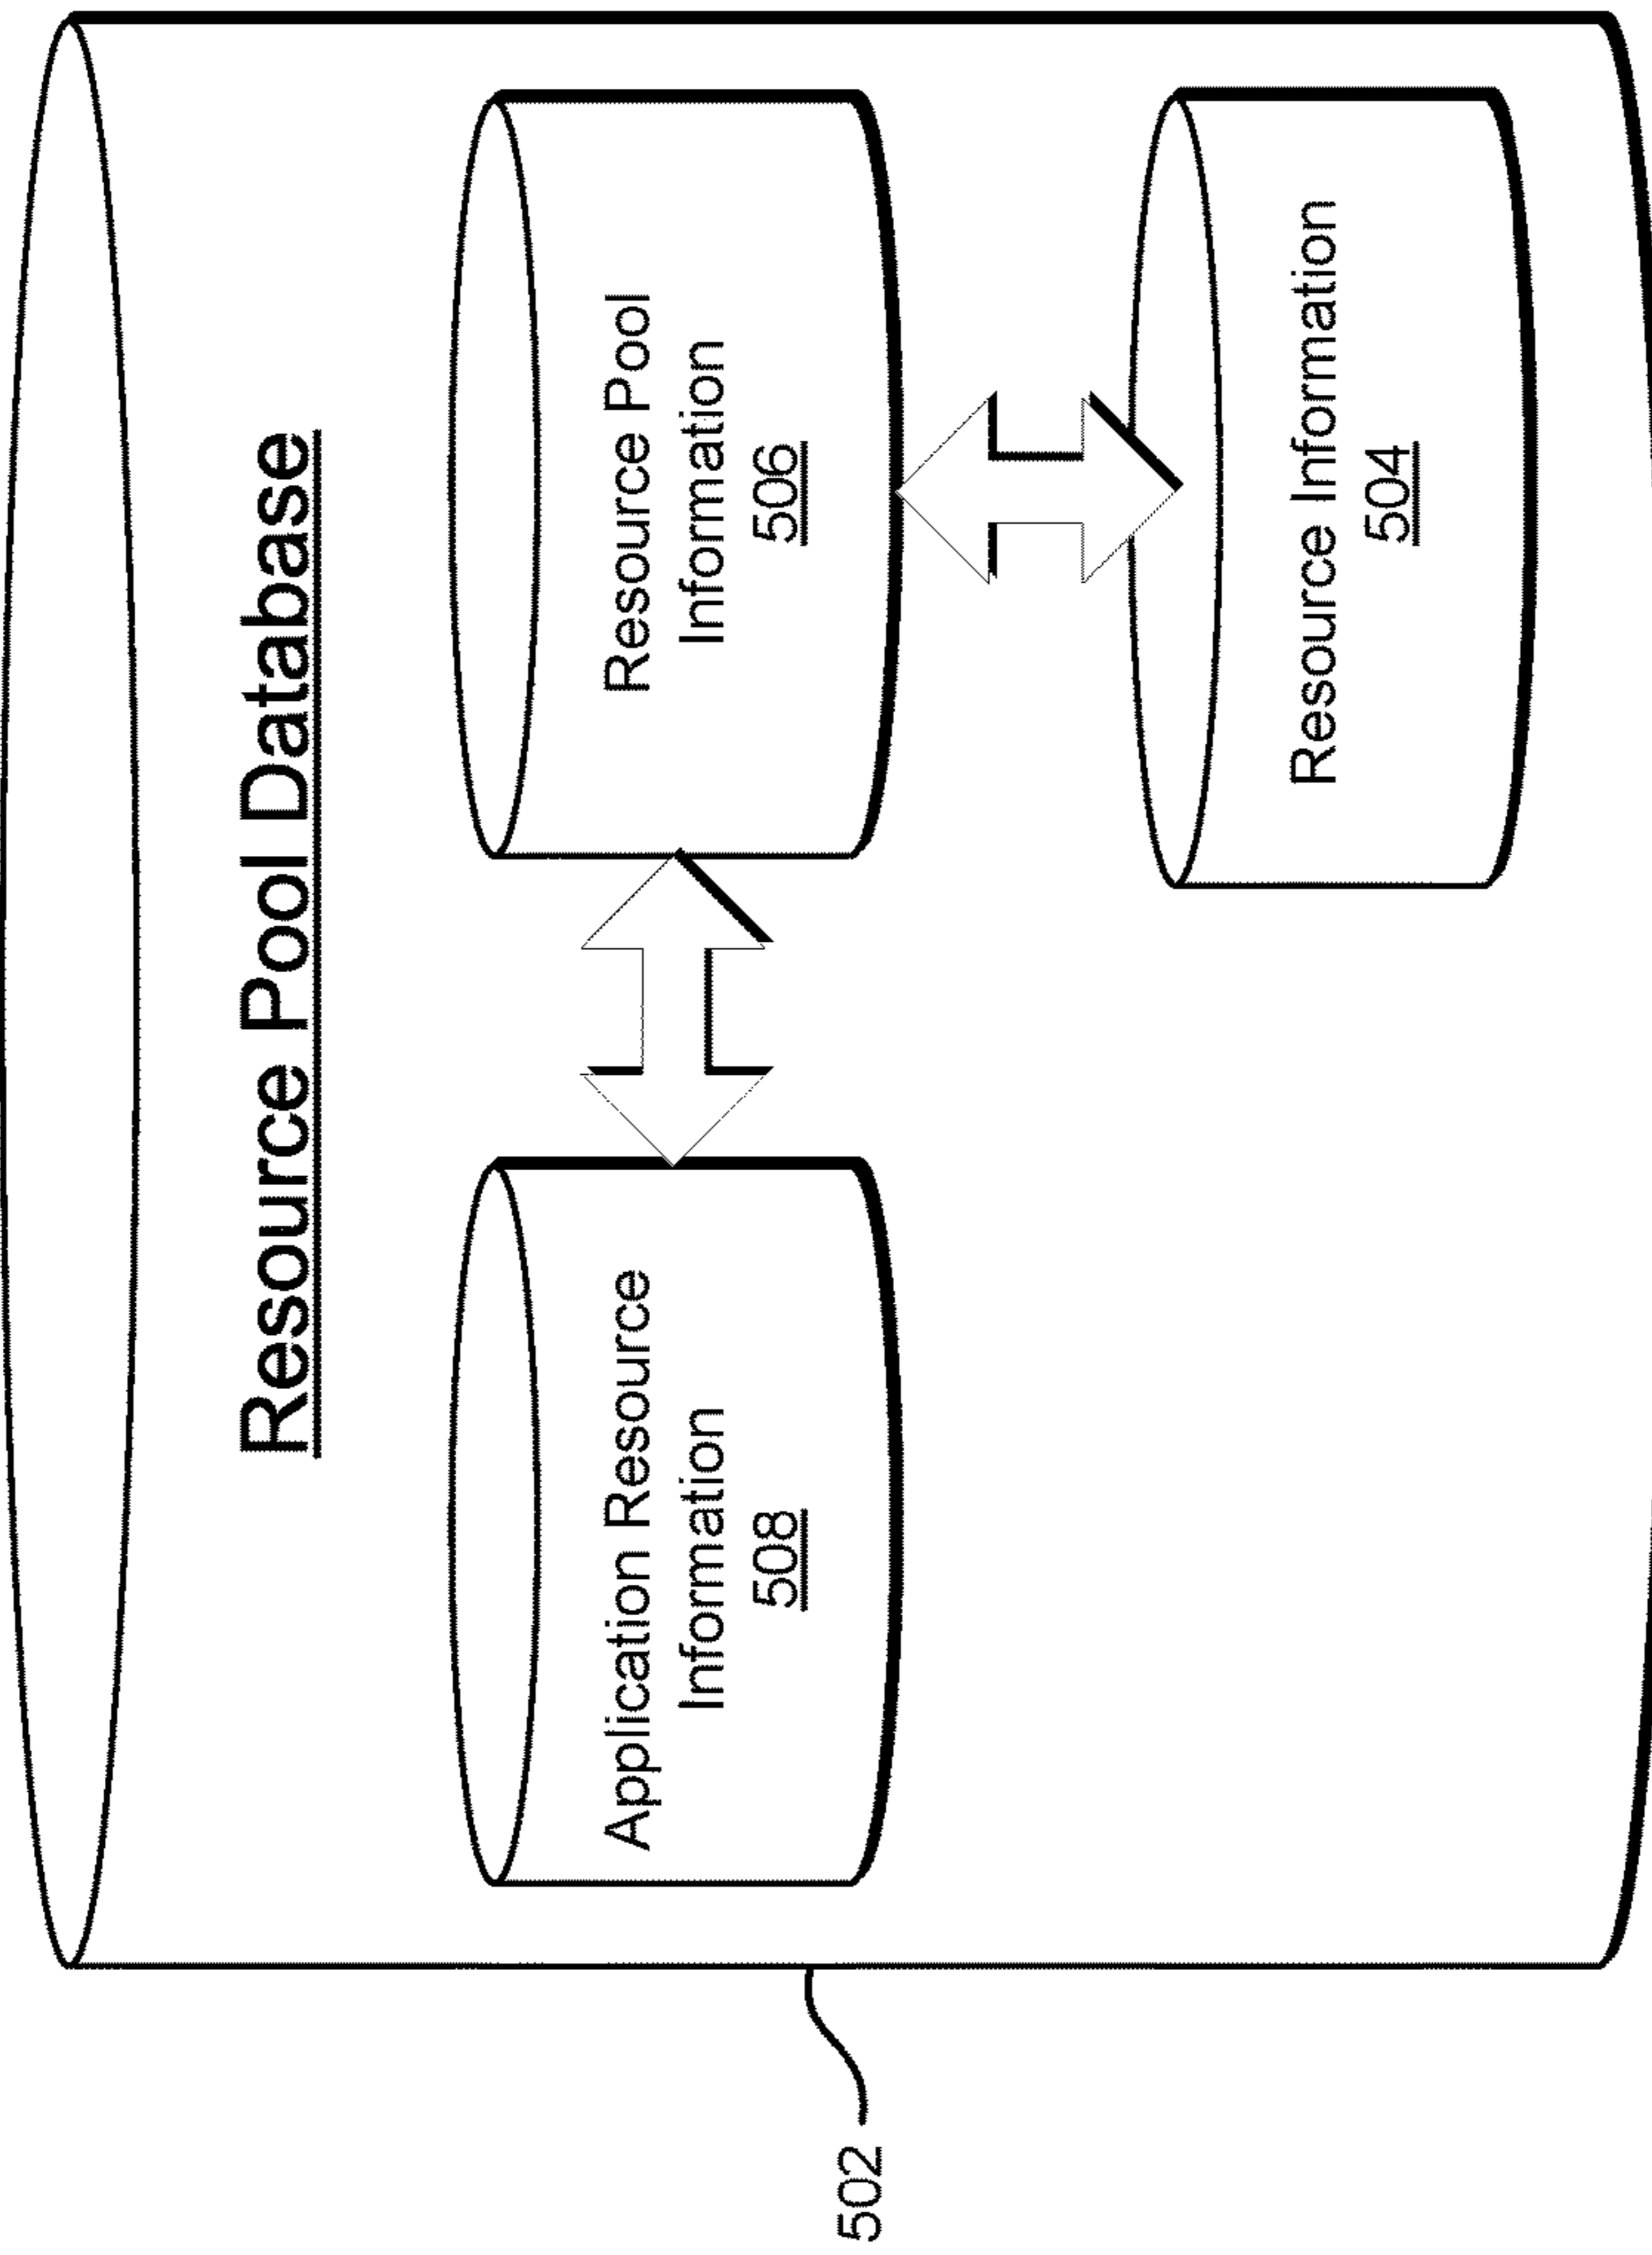 Resource Pool Database
Application Resource
Information
508
Resource Pool
Information
506
Resource Information
504
502